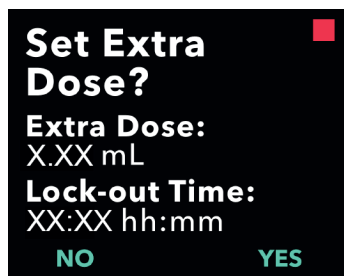 Set Extra
Dose?
Extra Dose:
X.XX mL
Lock-out Time:
XX:XX hh:mm
NO YES